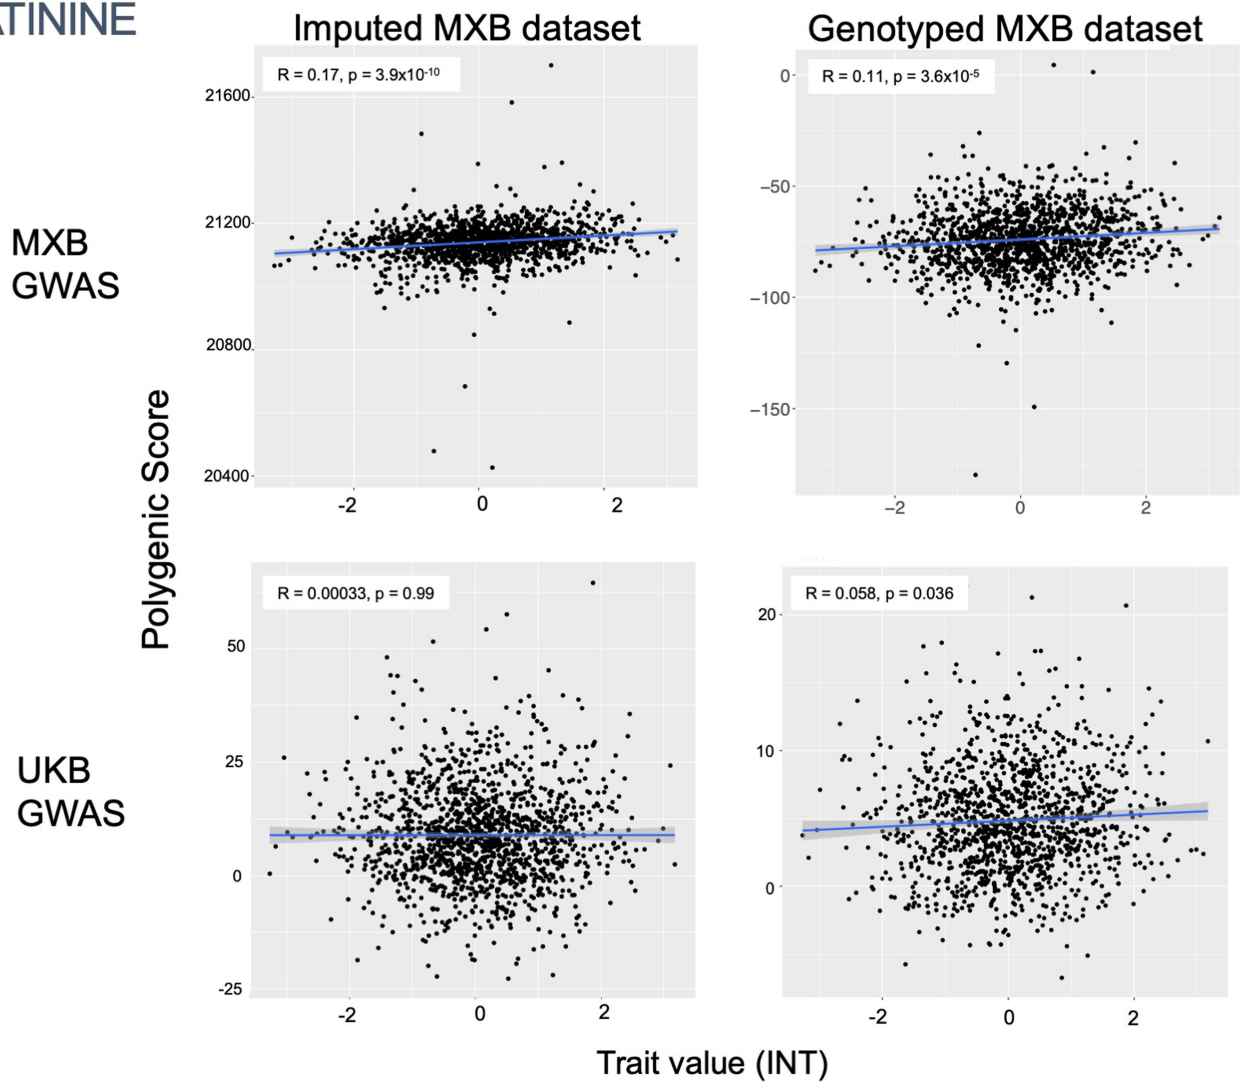 ATININE
Imputed MXB dataset
Genotyped MXB dataset
R = 0.17, p = 3.9x10⁻¹⁰
R = 0.11, p = 3.6x10⁻⁵
21600
21200
20800
20400
-2
0
2
0
−50
−100
−150
−2
0
2
MXB
GWAS
Polygenic Score
R = 0.00033, p = 0.99
R = 0.058, p = 0.036
50
25
0
-25
-2
0
2
20
10
0
-2
0
2
UKB
GWAS
Trait value (INT)